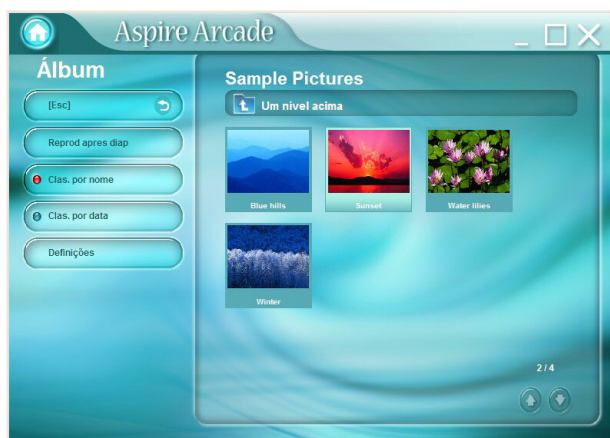 Aspire Arcade
Álbum
[Esc]
Reprod apres diap
Clas. por nome
Clas. por data
Definições
Sample Pictures
Um nivel acima
Blue hills
Sunset
Water lilies
Winter
2/4